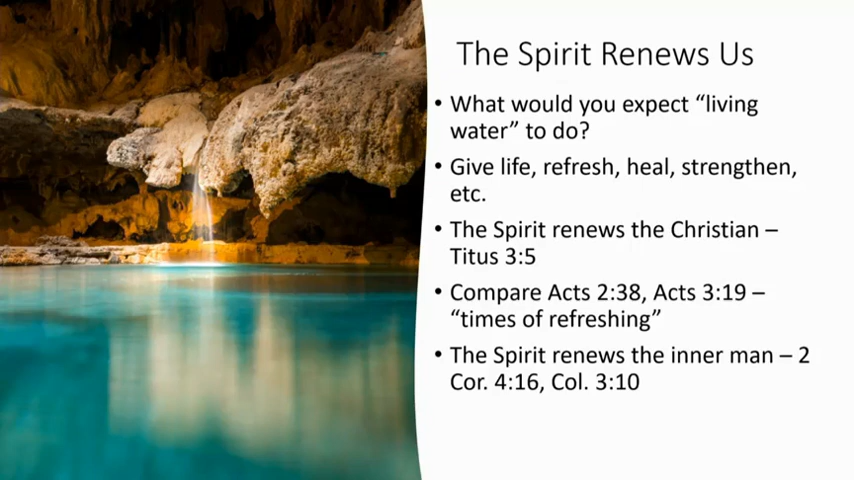 The Spirit Renews Us
• What would you expect “living
water” to do?
• Give life, refresh, heal, strengthen,
etc.
• The Spirit renews the Christian –
Titus 3:5
• Compare Acts 2:38, Acts 3:19 –
“times of refreshing”
• The Spirit renews the inner man – 2
Cor. 4:16, Col. 3:10